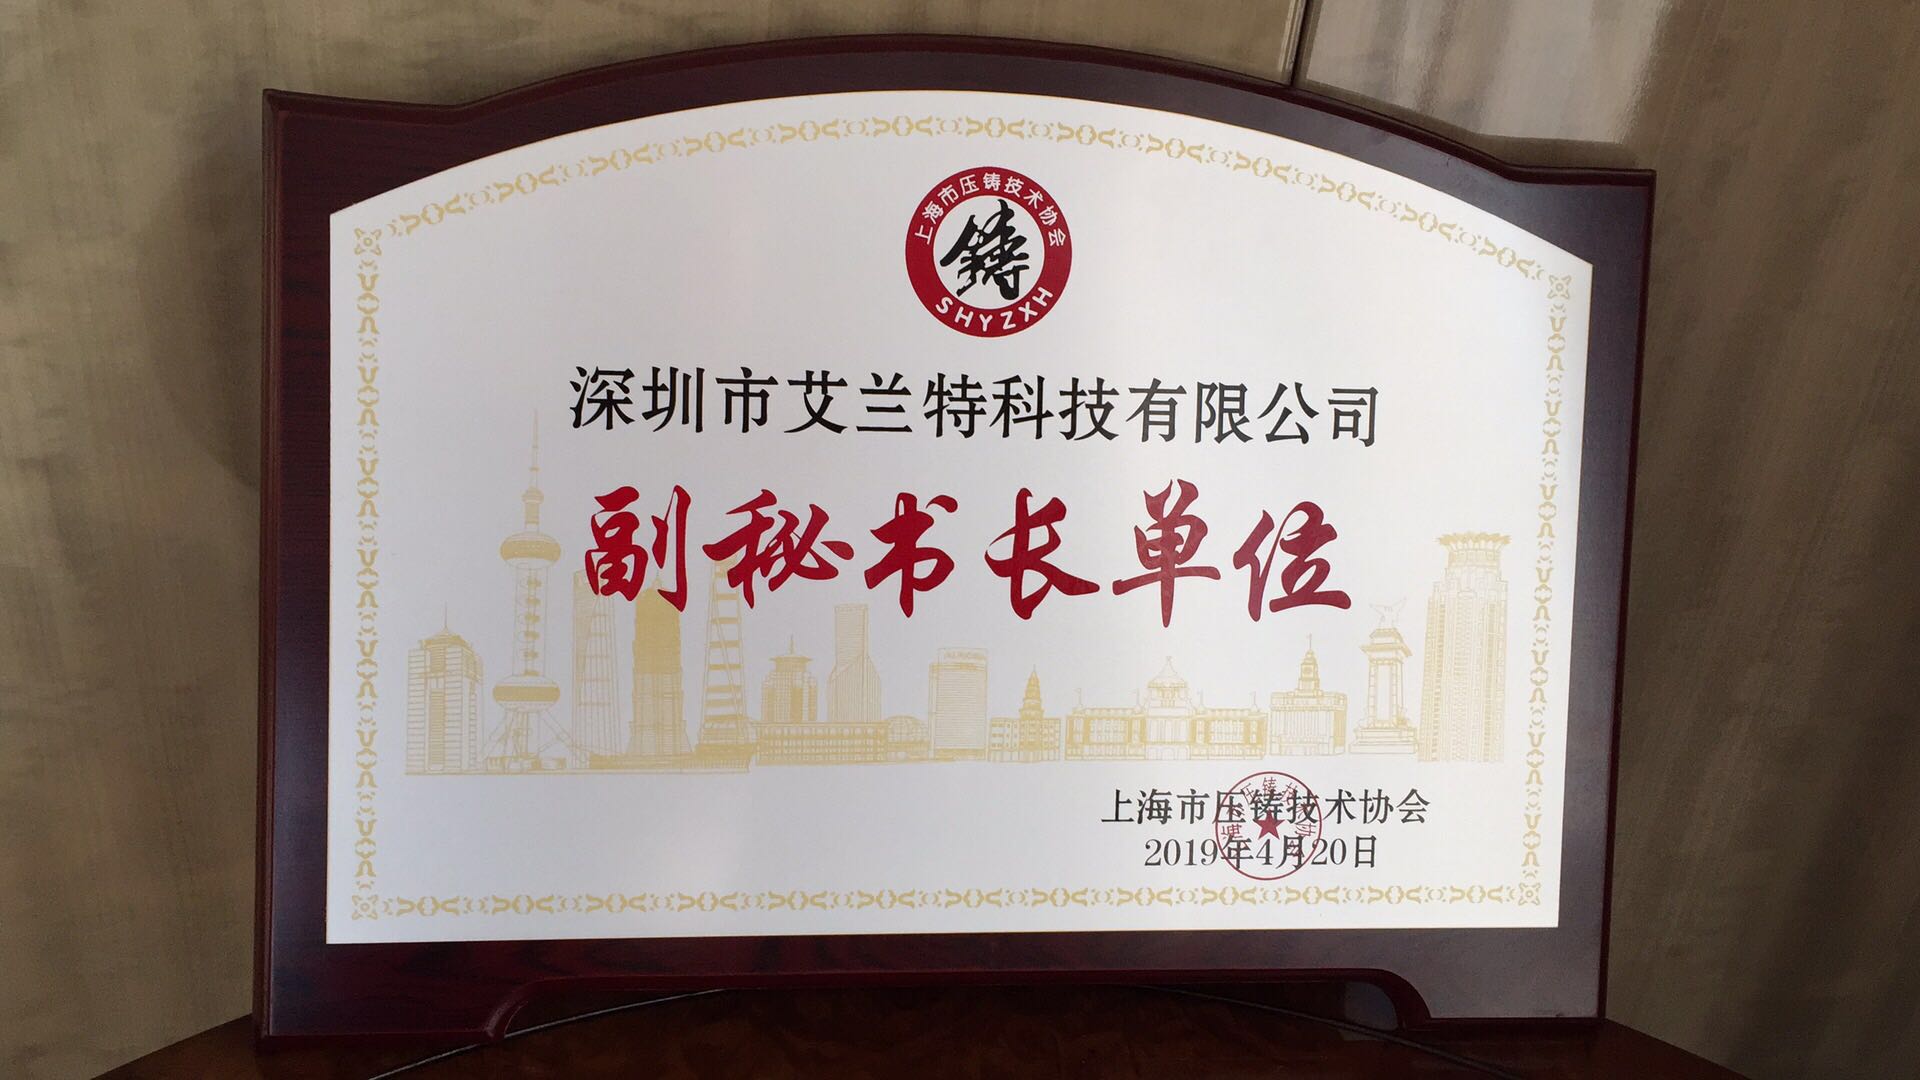 上海市压铸技术协会
鑄
SHYZXH
深圳市艾兰特科技有限公司
副秘书长单位
上海市压铸技术协会
2019年4月20日